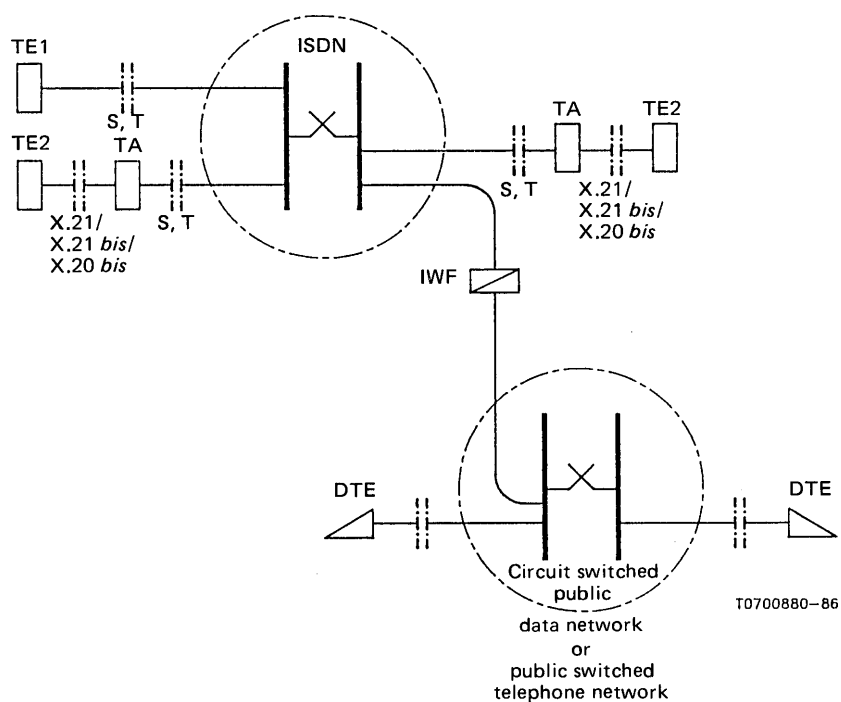 TE1
ISDN
S, T
TE2
TA
X.21/
X.21 bis/
X.20 bis
S, T
TA
TE2
S, T
X.21/
X.21 bis/
X.20 bis
IWF
DTE
DTE
Circuit switched
public
data network
or
public switched
telephone network
T0700880-86